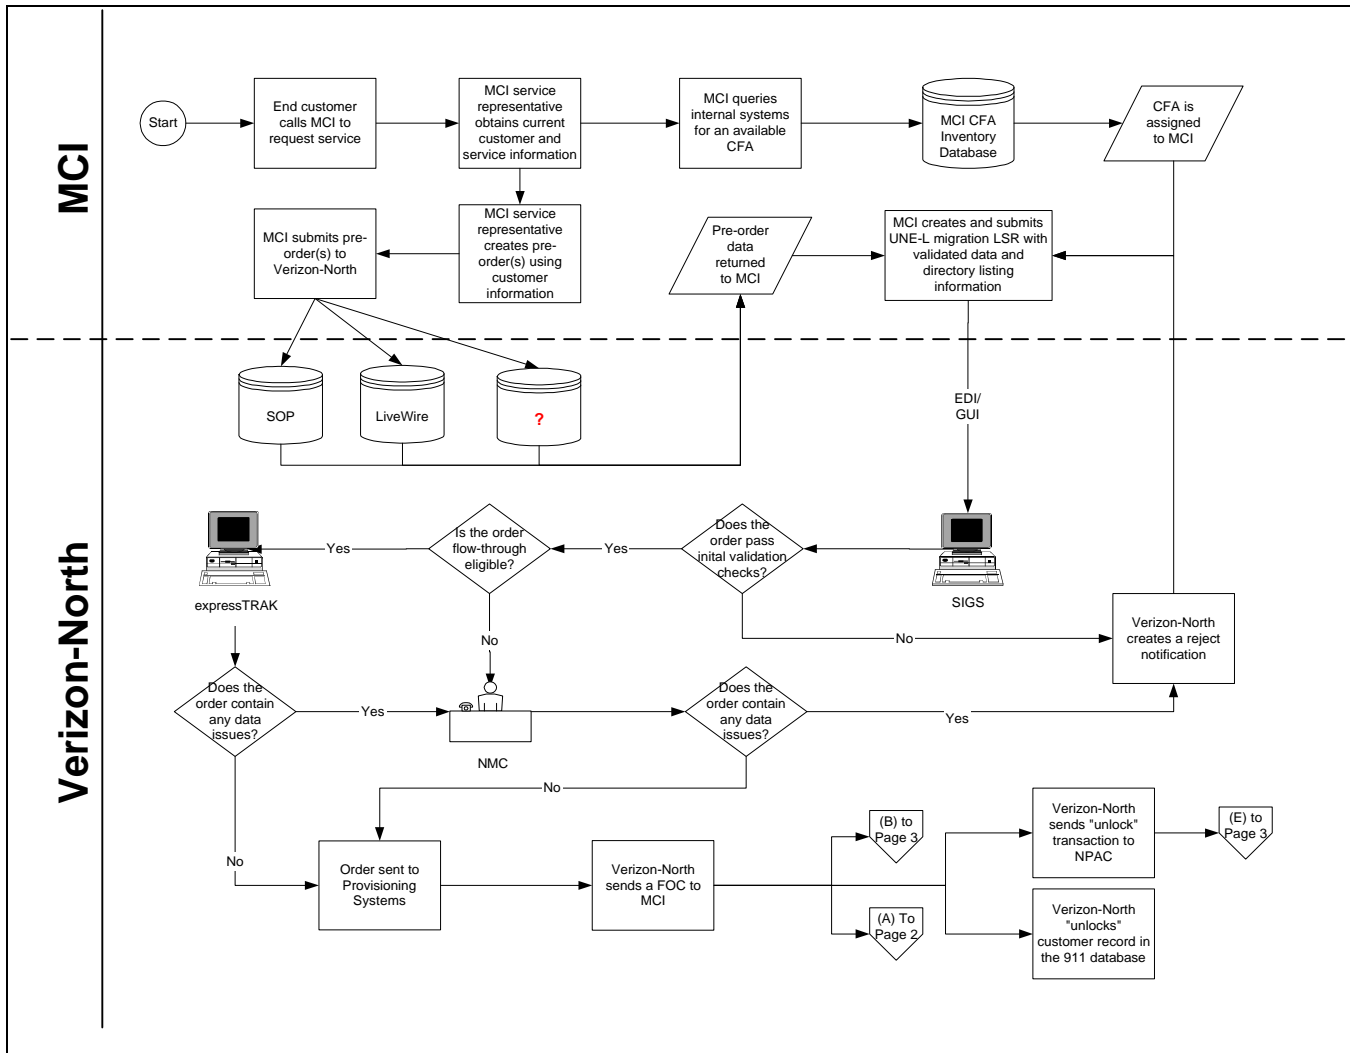 MCI
Start
End customer
calls MCI to
request service
MCI service
representative
obtains current
customer and
service information
MCI queries
internal systems
for an available
CFA
MCI CFA
Inventory
Database
CFA is
assigned
to MCI
MCI submits pre-
order(s) to
Verizon-North
MCI service
representative
creates pre-
order(s) using
customer
information
Pre-order
data
returned
to MCI
MCI creates and submits
UNE-L migration LSR with
validated data and
directory listing
information
Verizon-North
SOP
LiveWire
?
EDI/
GUI
expressTRAK
Yes
Is the order
flow-through
eligible?
Yes
Does the
order pass
inital validation
checks?
SIGS
No
No
Verizon-North
creates a reject
notification
Does the
order contain
any data
issues?
Yes
NMC
Does the
order contain
any data
issues?
Yes
No
No
Order sent to
Provisioning
Systems
Verizon-North
sends a FOC to
MCI
(B) to
Page 3
(A) To
Page 2
Verizon-North
sends "unlock"
transaction to
NPAC
(E) to
Page 3
Verizon-North
"unlocks"
customer record in
the 911 database